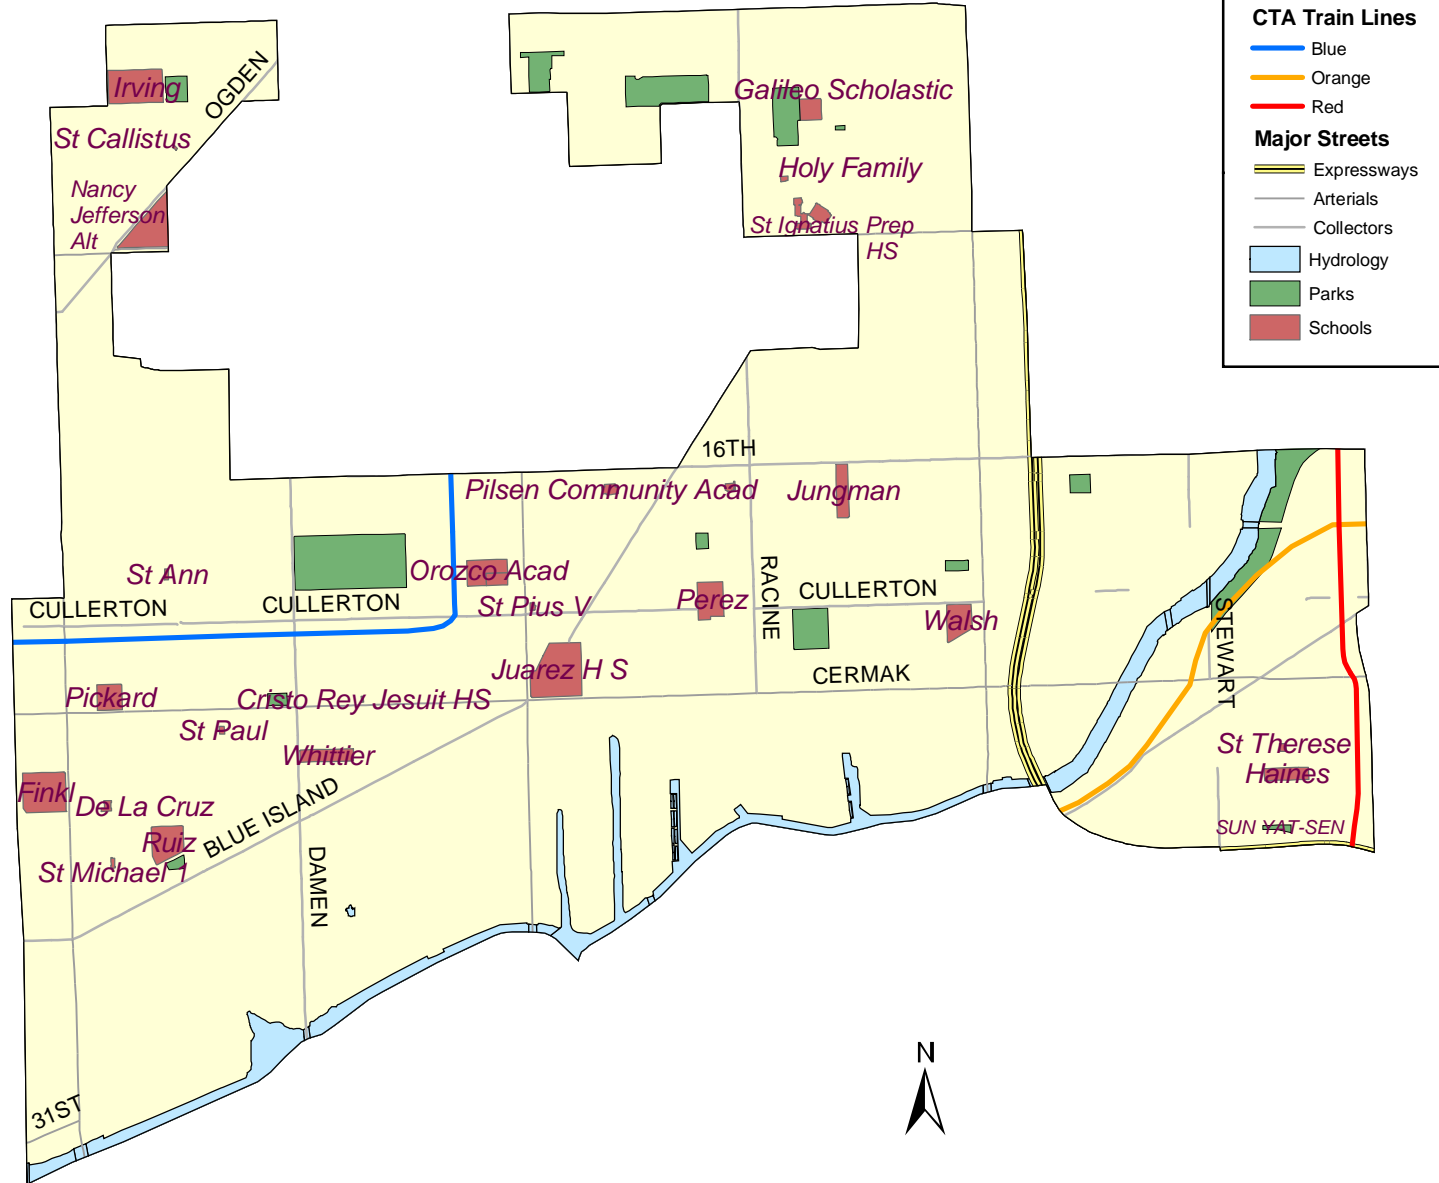 CTA Train Lines
Blue
Orange
Red
Major Streets
Expressways
Arterials
Collectors
Hydrology
Parks
Schools
Irving
OGDEN
St Callistus
Nancy
Jefferson
Alt
Galileo Scholastic
Holy Family
St Ignatius Prep
HS
16TH
Pilsen Community Acad
Jungman
St Ann
Orozco Acad
RACINE
CULLERTON
CULLERTON
St Pius V
Perez
CULLERTON
Walsh
STEWART
Juarez H S
CERMAK
Pickard
Cristo Rey Jesuit HS
St Paul
Whittier
St Therese
Haines
Finkl
De La Cruz
BLUE ISLAND
Ruiz
SUN YAT-SEN
St Michael 1
DAMEN
31ST
N